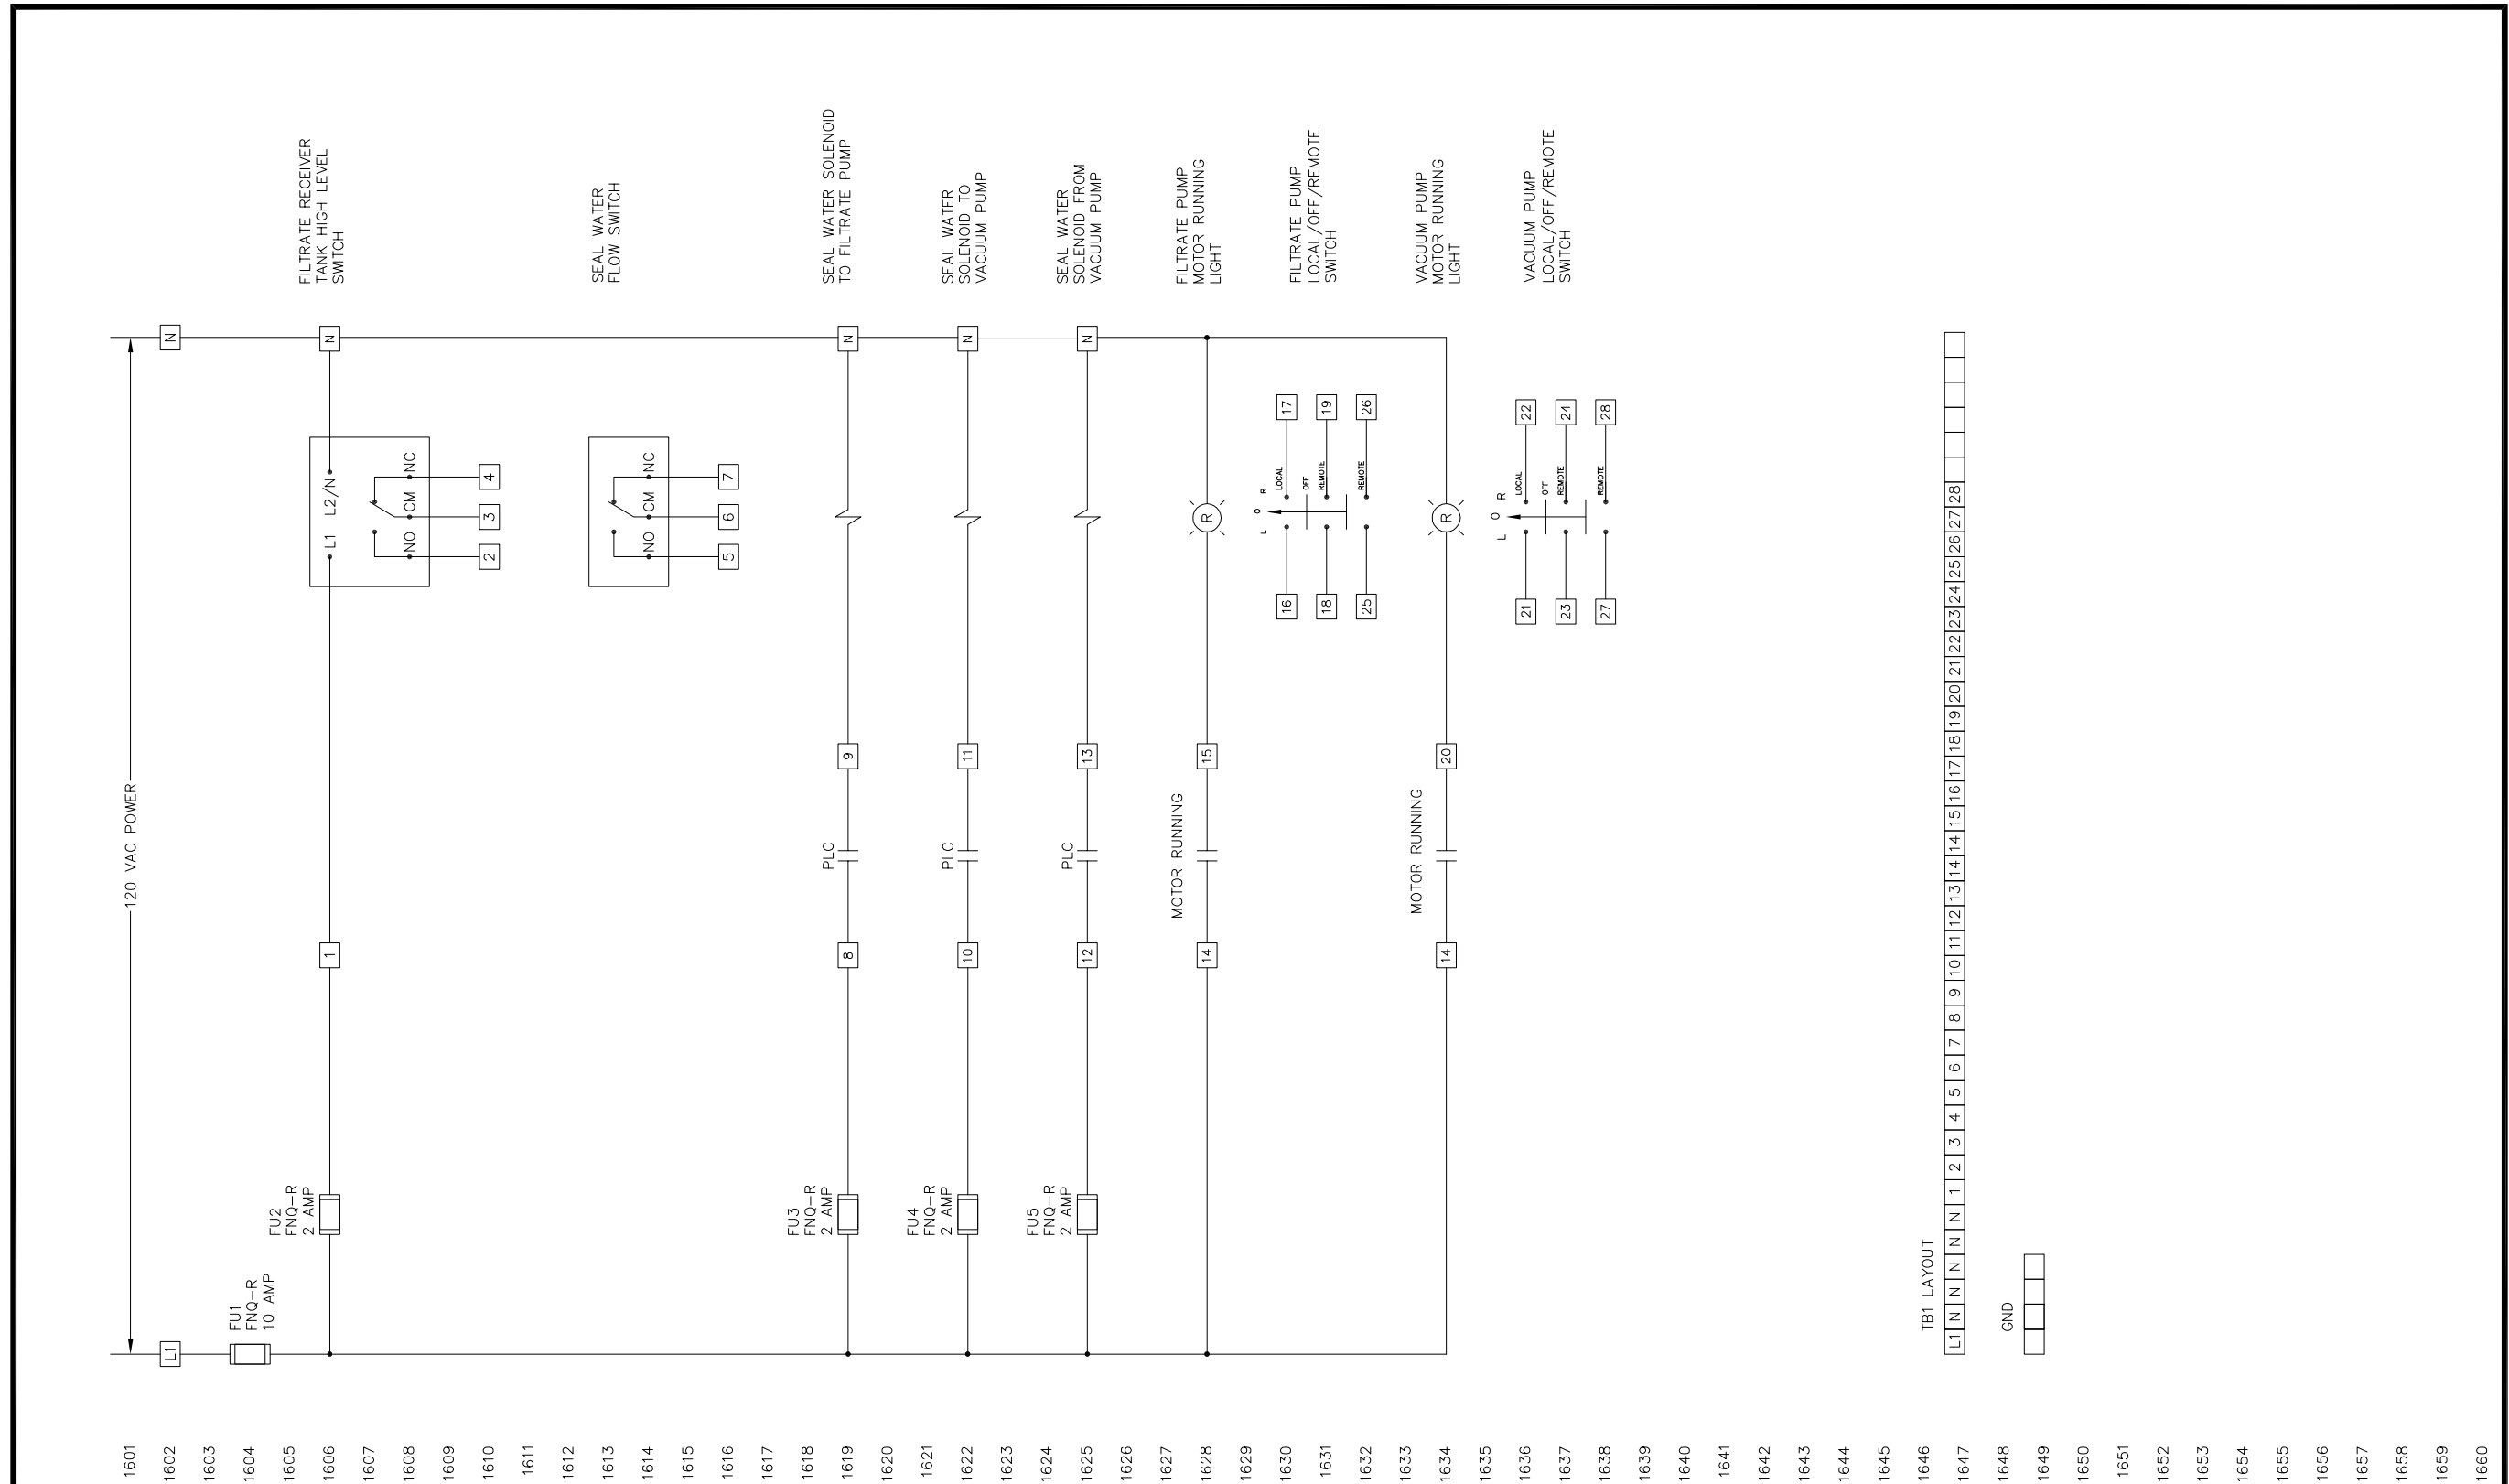 1601
120 VAC POWER
1602
L1
N
1603
1604
FU1
FNQ-R
10 AMP
1605
1606
FU2
FNQ-R
2 AMP
1
L1
L2/N
N
FILTRATE RECEIVER
TANK HIGH LEVEL
SWITCH
1607
1608
NO
CM
NC
1609
1610
2
3
4
1611
1612
1613
SEAL WATER
FLOW SWITCH
1614
NO
CM
NC
1615
1616
5
6
7
1617
1618
1619
FU3
FNQ-R
2 AMP
8
PLC
9
N
SEAL WATER SOLENOID
TO FILTRATE PUMP
1620
1621
1622
FU4
FNQ-R
2 AMP
10
PLC
11
N
SEAL WATER
SOLENOID TO
VACUUM PUMP
1623
1624
1625
FU5
FNQ-R
2 AMP
12
PLC
13
N
SEAL WATER
SOLENOID FROM
VACUUM PUMP
1626
1627
1628
14
MOTOR RUNNING
15
R
FILTRATE PUMP
MOTOR RUNNING
LIGHT
1629
L O R
1630
16
LOCAL
17
OFF
1631
18
REMOTE
19
FILTRATE PUMP
LOCAL/OFF/REMOTE
SWITCH
1632
25
REMOTE
26
1633
1634
14
MOTOR RUNNING
20
R
VACUUM PUMP
MOTOR RUNNING
LIGHT
1635
L O R
1636
21
LOCAL
22
OFF
1637
23
REMOTE
24
VACUUM PUMP
LOCAL/OFF/REMOTE
SWITCH
1638
27
REMOTE
28
1639
1640
1641
1642
1643
1644
1645
1646
TB1 LAYOUT
1647
L1 N N N N N 1 2 3 4 5 6 7 8 9 10 11 12 13 14 14 15 16 17 18 19 20 21 22 23 24 25 26 27 28
1648
GND
1649
1650
1651
1652
1653
1654
1655
1656
1657
1658
1659
1660